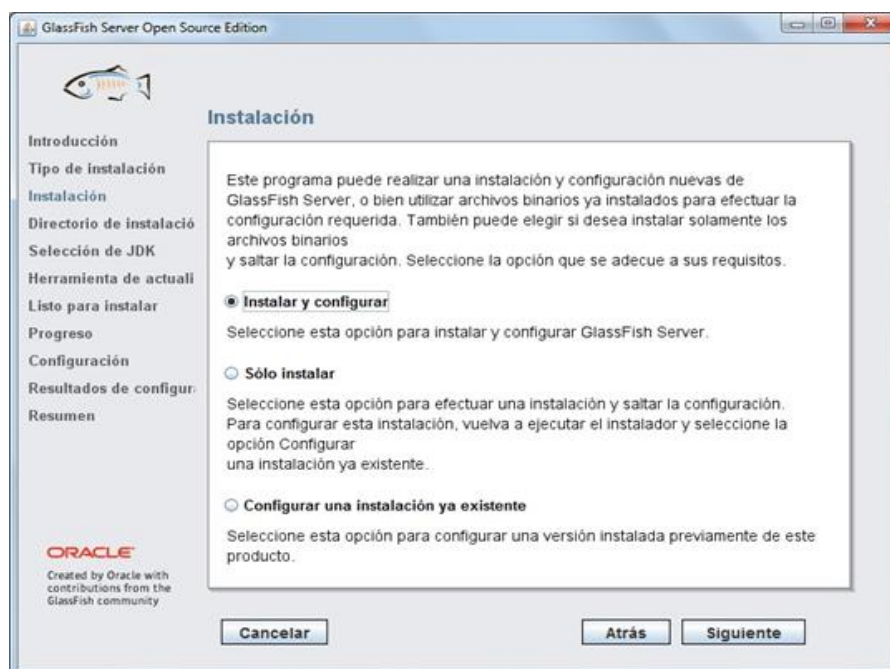 GlassFish Server Open Source Edition
Introducción
Tipo de instalación
Instalación
Directorio de instalació
Selección de JDK
Herramienta de actuali
Listo para instalar
Progreso
Configuración
Resultados de configur
Resumen
ORACLE
Created by Oracle with
contributions from the
GlassFish community
Instalación
Este programa puede realizar una instalación y configuración nuevas de
GlassFish Server, o bien utilizar archivos binarios ya instalados para efectuar la
configuración requerida. También puede elegir si desea instalar solamente los
archivos binarios
y saltar la configuración. Seleccione la opción que se adecue a sus requisitos.
Instalar y configurar
Seleccione esta opción para instalar y configurar GlassFish Server.
Sólo instalar
Seleccione esta opción para efectuar una instalación y saltar la configuración.
Para configurar esta instalación, vuelva a ejecutar el instalador y seleccione la
opción Configurar
una instalación ya existente.
Configurar una instalación ya existente
Seleccione esta opción para configurar una versión instalada previamente de este
producto.
Cancelar
Atrás
Siguiente